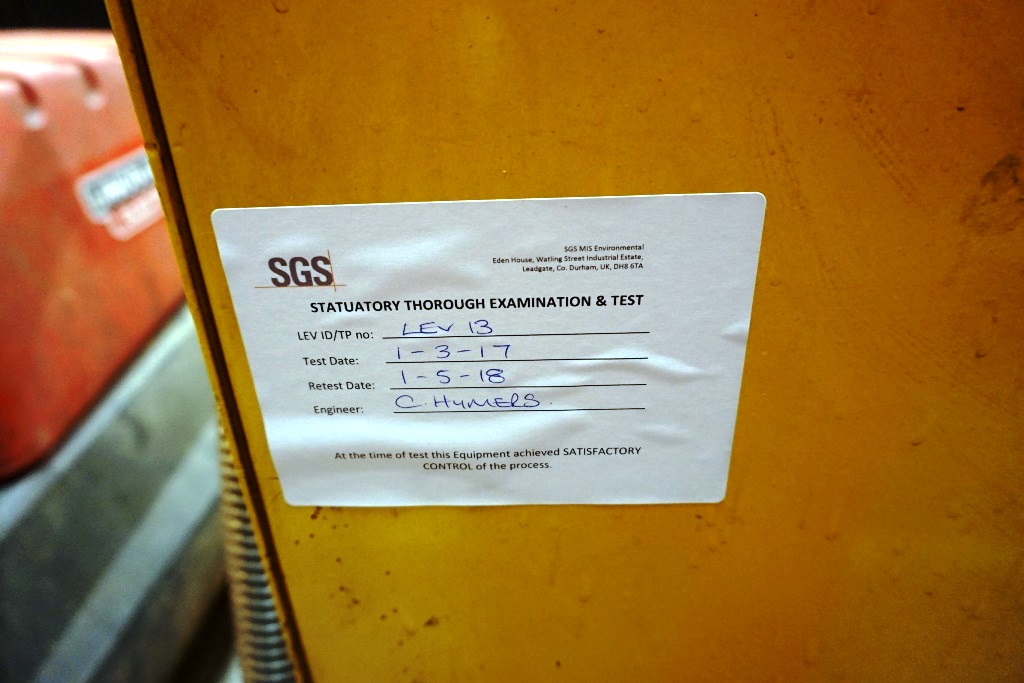 SGS
SGS MIS Environmental
Eden House, Watling Street Industrial Estate,
Leadgate, Co. Durham, UK, DH8 6TA
STATUATORY THOROUGH EXAMINATION & TEST
LEV ID/TP no: LEV 13
Test Date: 1-3-17
Retest Date: 1-5-18
Engineer: C. HYMERS.
At the time of test this Equipment achieved SATISFACTORY
CONTROL of the process.